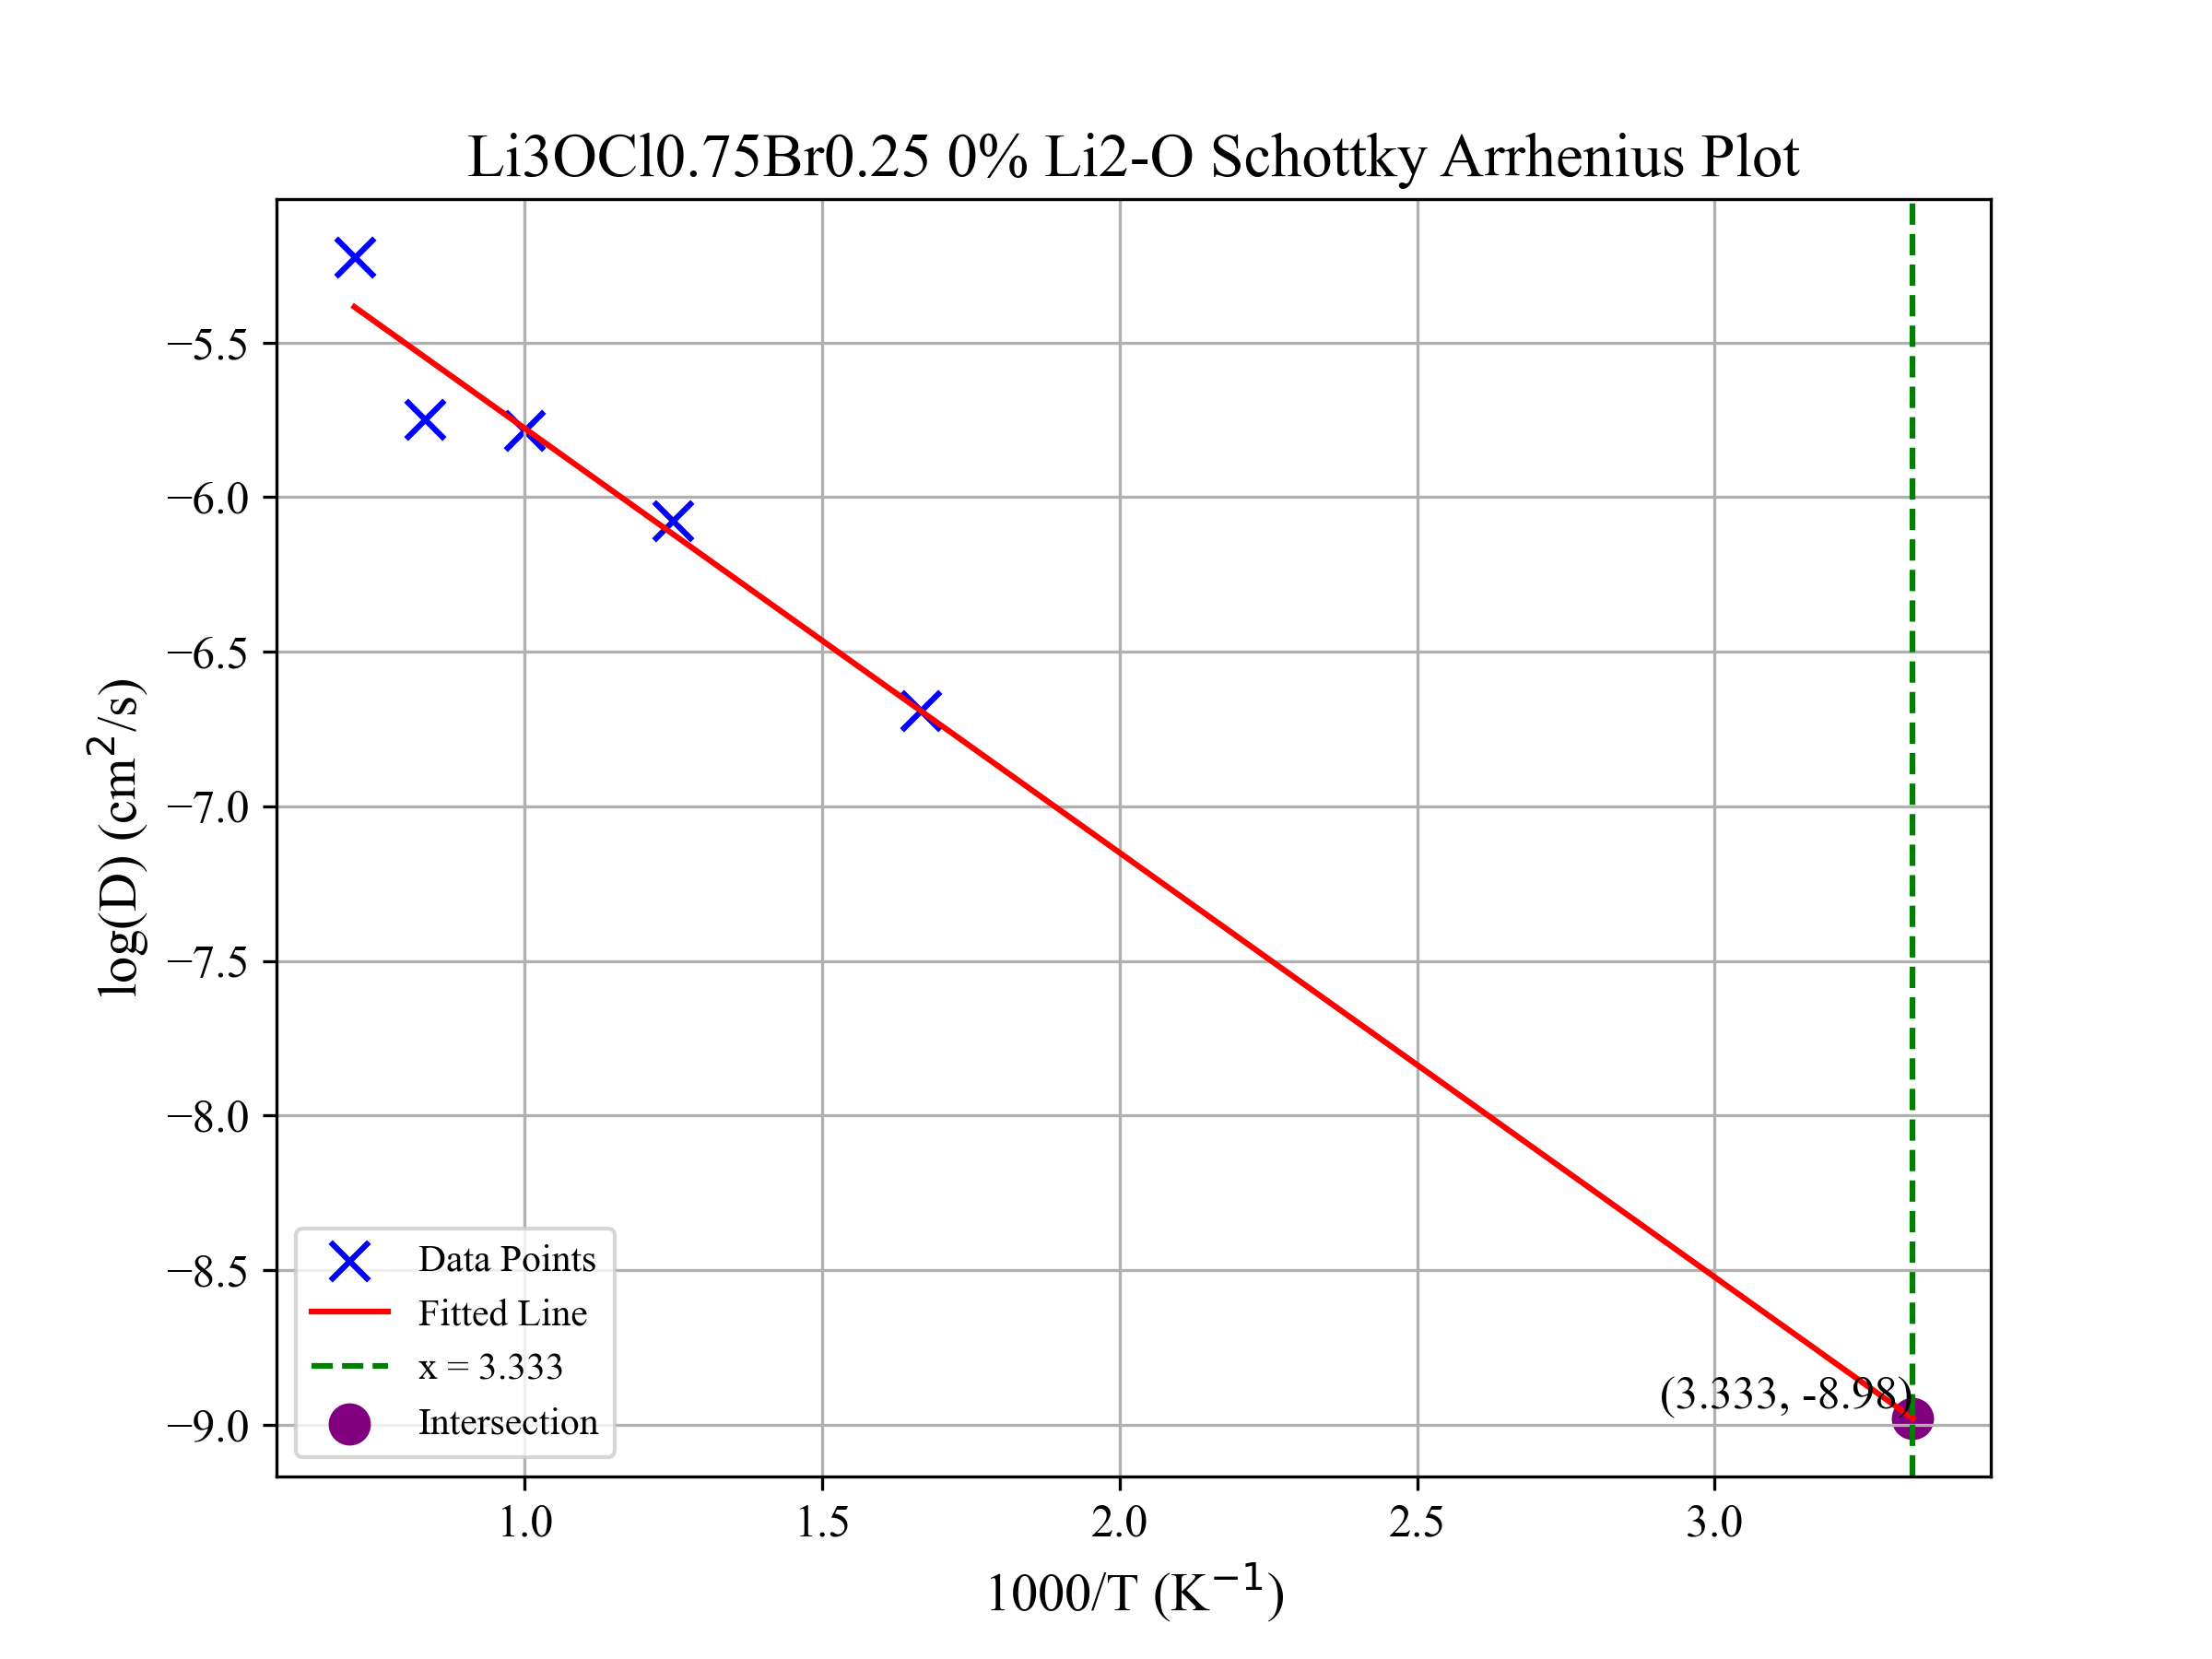 Li3OCl0.75Br0.25 0% Li2-O Schottky Arrhenius Plot
log(D) (cm²/s)
−5.5
−6.0
−6.5
−7.0
−7.5
−8.0
−8.5
−9.0
(3.333, -8.98)
Data Points
Fitted Line
x = 3.333
Intersection
1.0 1.5 2.0 2.5 3.0
1000/T (K⁻¹)